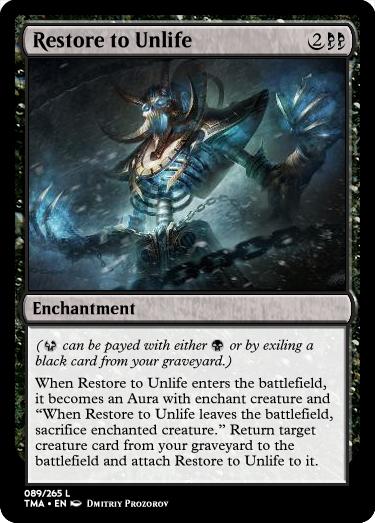 Restore to Unlife 2
Enchantment
( can be payed with either  or by exiling a
black card from your graveyard.)
When Restore to Unlife enters the battlefield,
it becomes an Aura with enchant creature and
“When Restore to Unlife leaves the battlefield,
sacrifice enchanted creature.” Return target
creature card from your graveyard to the
battlefield and attach Restore to Unlife to it.
089/265 L
TMA • EN Dmitriy Prozorov